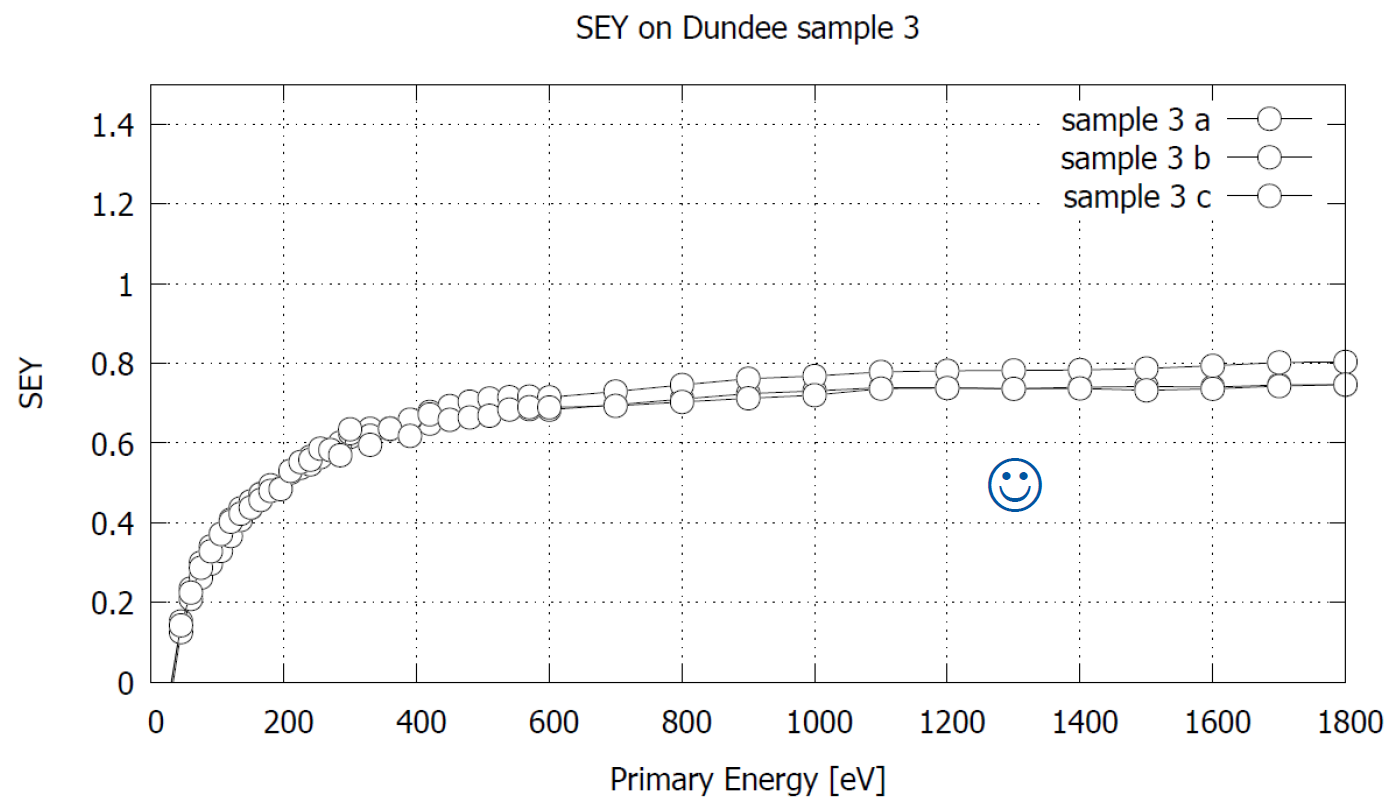 SEY on Dundee sample 3
sample 3 a
sample 3 b
sample 3 c
1.4
1.2
1
0.8
0.6
0.4
0.2
0
SEY
0 200 400 600 800 1000 1200 1400 1600 1800
Primary Energy [eV]